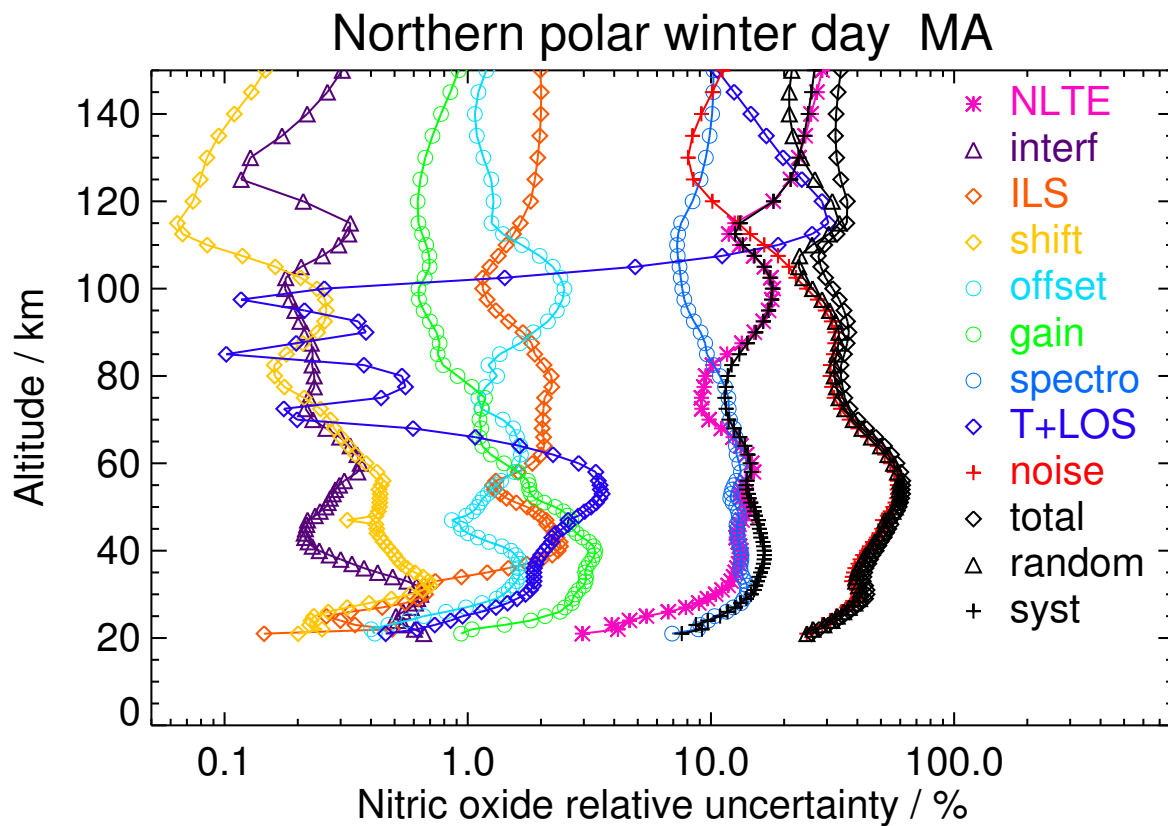 Northern polar winter day  MA
Altitude / km
140
120
100
80
60
40
20
0
NLTE
interf
ILS
shift
offset
gain
spectro
T+LOS
noise
total
random
syst
0.1
1.0
10.0
100.0
Nitric oxide relative uncertainty / %